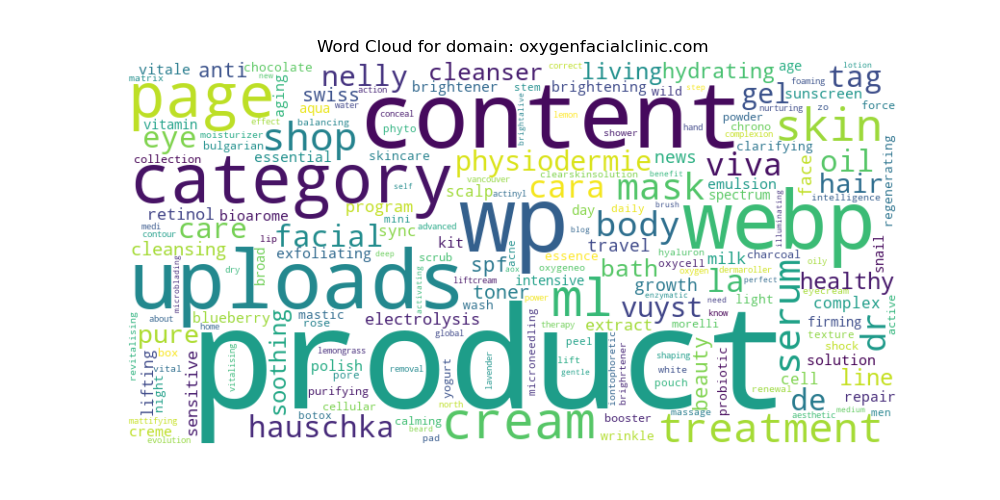 Word Cloud for domain: oxygenfacialclinic.com
vitale anti chocolate nelly cleanser correct living hydrating age tag lotion
matrix new action brightener stem brightening wild foaming
page aging swiss aqua water conceal content gel sunscreen zo force
vitamin balancing phyto brightalive shower hand powder chrono nurturing skin
eye moisturizer effect shop step complexion
bulgarian essential skincare physiodermie news clarifying face oil regenerating
collection self clearskinsolution benefit viva
category vancouver actinyl scalp cara mask emulsion spectrum hair intelligence
retinol bioarome program mini wp day daily brush body webp illuminating
medi contour care sync advanced essence blog travel
cleansing lip facial kit acne hyaluron milk charcoal oily snail
microblading exfoliating deep scrub aox oxygeneo oxycell oxygen dermaroller perfect
uploads dry broad activating liftcream spf intensive bath la eyecream healthy
toner power growth need light serum complex active
blueberry mastic wash ml enzymatic know
about rose electrolysis vuyst firming dr
revitalising pure home global microneedling therapy extract morelli texture
box vital polish lemongrass product peel beauty shock
lifting night vitalising soothing pore removal yogurt lavender lift gentle iontophoretic brightener shaping white pouch probiotic cell solution line
sensitive purifying cellular north renewal repair
mattifying botox calming beard cream booster massage aesthetic medium men
creme hauschka pad wrinkle treatment de
evolution lemon